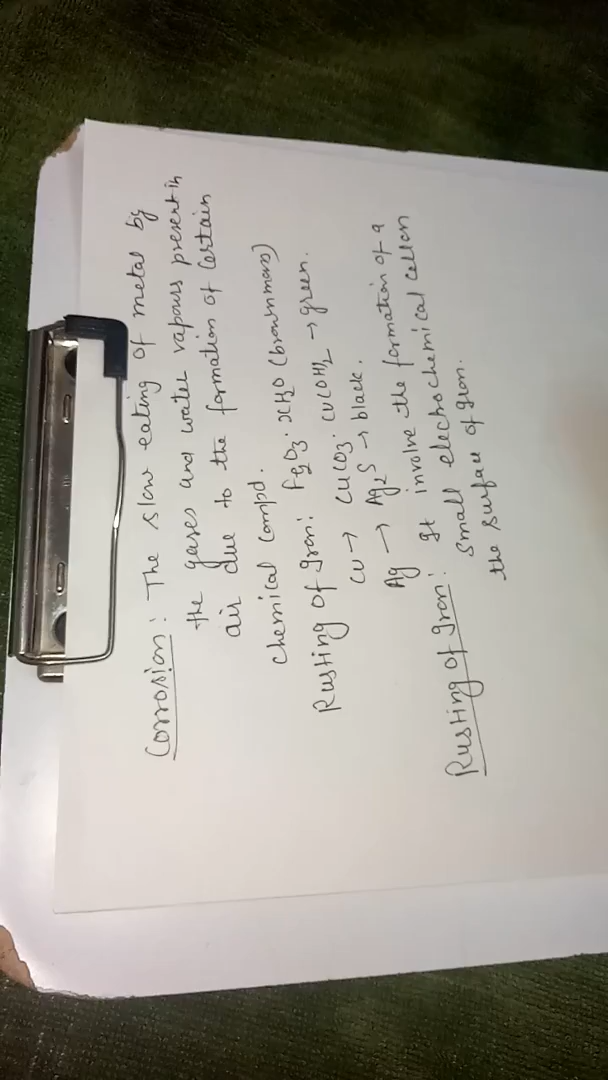 Corrosion: The slow eating of metal by
the gases and water vapours present in
air due to the formation of Certain
chemical compd.
Rusting of Iron: Fe2O3. xH2O (brown mass)
Cu → CuCO3. Cu(OH)2 → green.
Ag → Ag2S → black.
Rusting of Iron: It involve the formation of a
small electrochemical cell on
the surface of Iron.